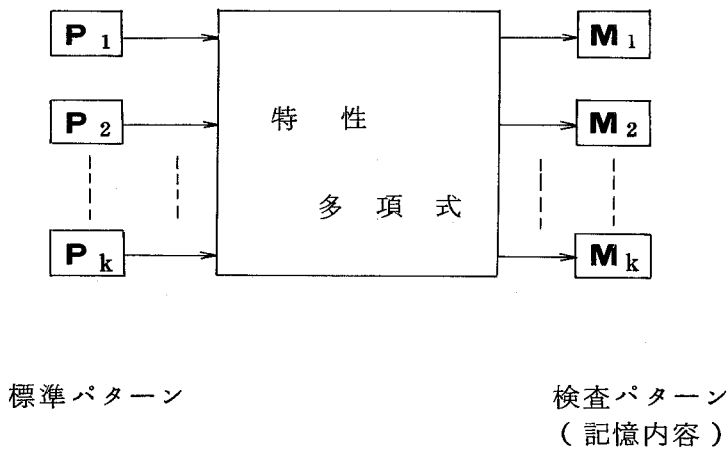 P1 M1
特性
P2 M2
多項式
Pk Mk
標準パターン 検査パターン
(記憶内容)